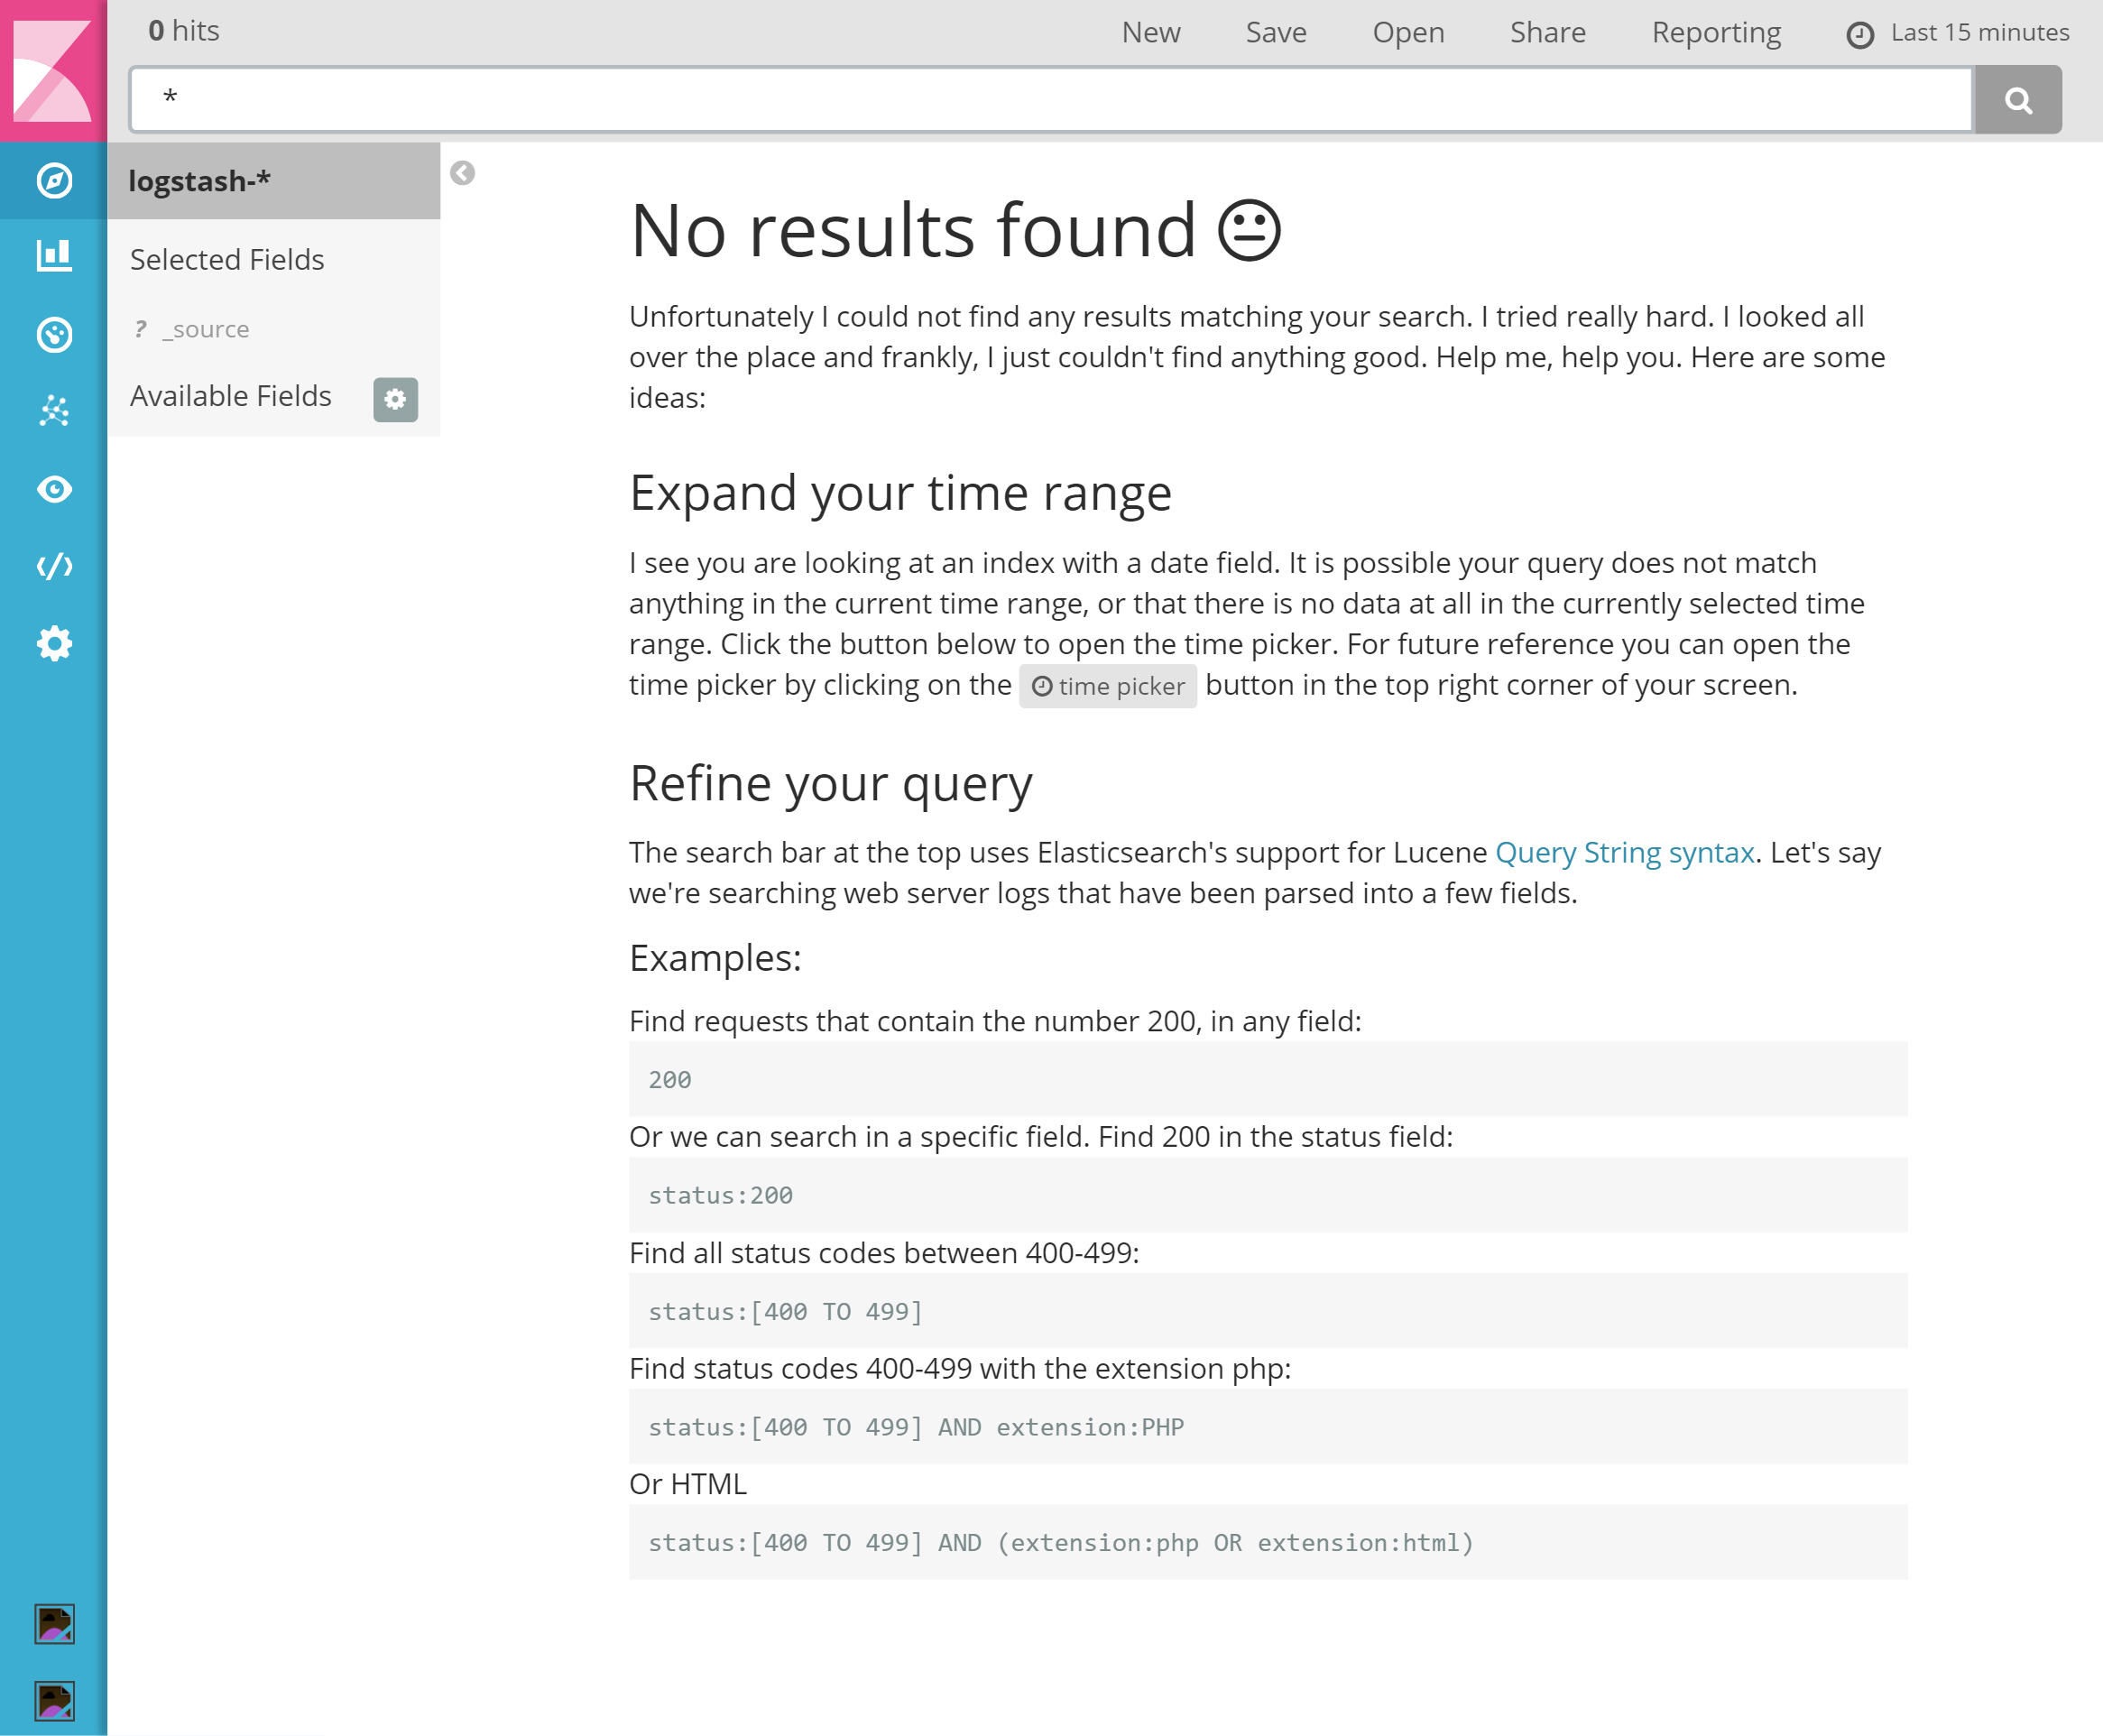 0 hits
New Save Open Share Reporting Last 15 minutes
*
logstash-*
Selected Fields
? _source
Available Fields
No results found
Unfortunately I could not find any results matching your search. I tried really hard. I looked all
over the place and frankly, I just couldn't find anything good. Help me, help you. Here are some
ideas:
Expand your time range
I see you are looking at an index with a date field. It is possible your query does not match
anything in the current time range, or that there is no data at all in the currently selected time
range. Click the button below to open the time picker. For future reference you can open the
time picker by clicking on the time picker button in the top right corner of your screen.
Refine your query
The search bar at the top uses Elasticsearch's support for Lucene Query String syntax. Let's say
we're searching web server logs that have been parsed into a few fields.
Examples:
Find requests that contain the number 200, in any field:
200
Or we can search in a specific field. Find 200 in the status field:
status:200
Find all status codes between 400-499:
status:[400 TO 499]
Find status codes 400-499 with the extension php:
status:[400 TO 499] AND extension:PHP
Or HTML
status:[400 TO 499] AND (extension:php OR extension:html)